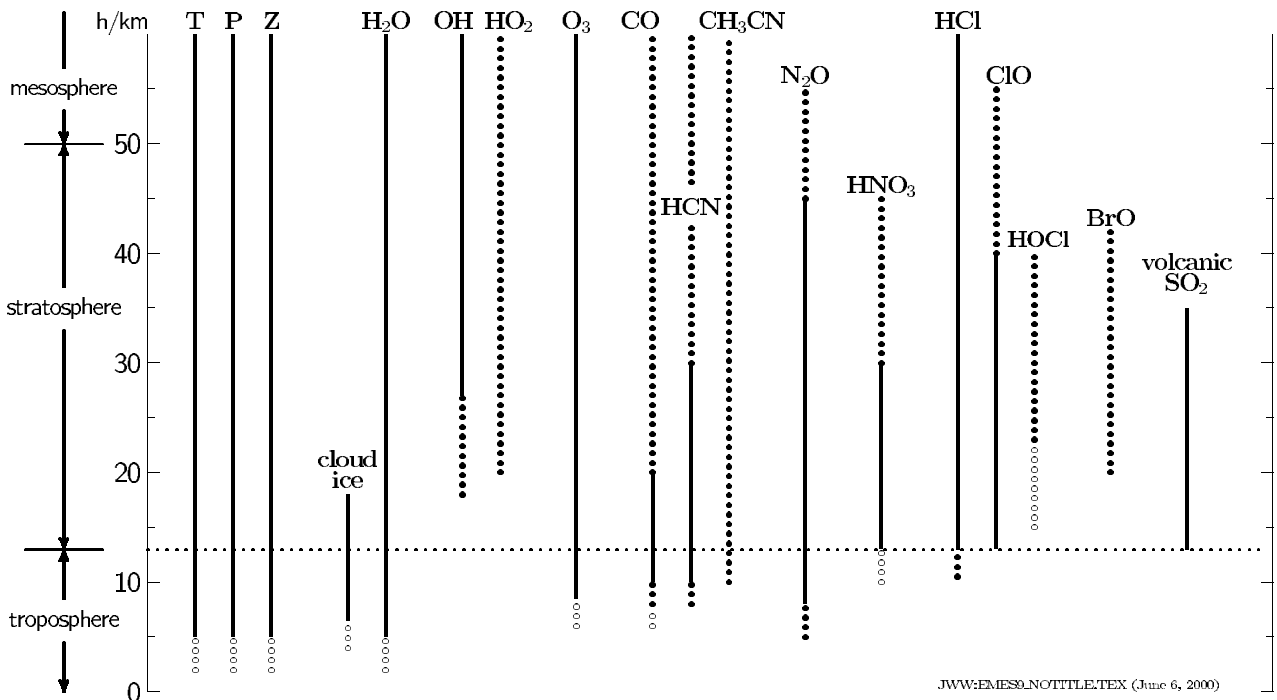 h/km T P Z H₂O OH HO₂ O₃ CO CH₃CN HCl
N₂O ClO
mesosphere
50
HNO₃
HCN
BrO
HOCl
40
volcanic
SO₂
stratosphere
30
cloud
ice
20
10
troposphere
0
JWW:EMES9_NOTITLE.TEX (June 6, 2000)